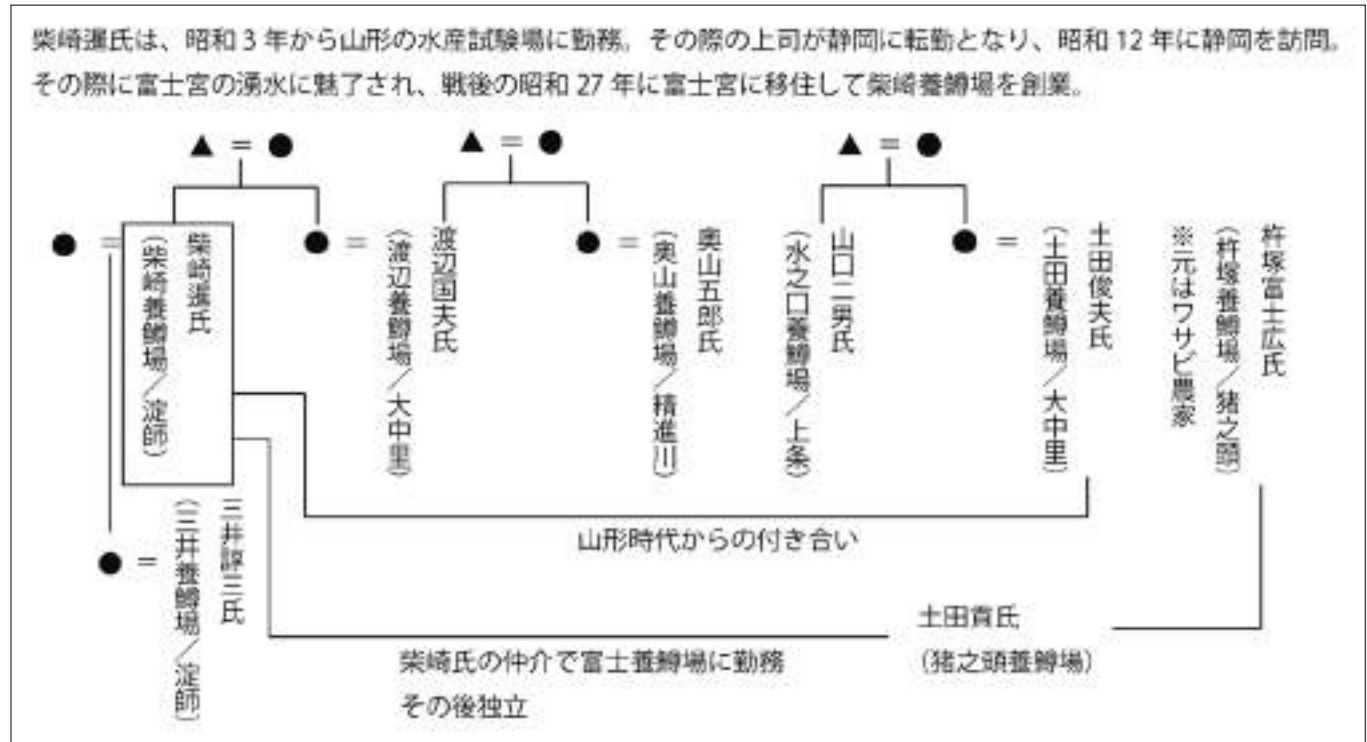 柴崎暹氏は、昭和 3 年から山形の水産試験場に勤務。その際の上司が静岡に転勤となり、昭和 12 年に静岡を訪問。
その際に富士宮の湧水に魅了され、戦後の昭和 27 年に富士宮に移住して柴崎養鱒場を創業。
▲ = ●
▲ = ●
▲ = ●
● =
柴崎暹氏
（柴崎養鱒場／淀師）
● =
渡辺国夫氏
（渡辺養鱒場／大中里）
● =
奥山五郎氏
（奥山養鱒場／精進川）
山口二男氏
（水之口養鱒場／上条）
● =
土田俊夫氏
（土田養鱒場／大中里）
杵塚富士広氏
（杵塚養鱒場／猪之頭）
※元はワサビ農家
● =
三井諄三氏
（三井養鱒場／淀師）
山形時代からの付き合い
土田貢氏
（猪之頭養鱒場）
柴崎氏の仲介で富士養鱒場に勤務
その後独立